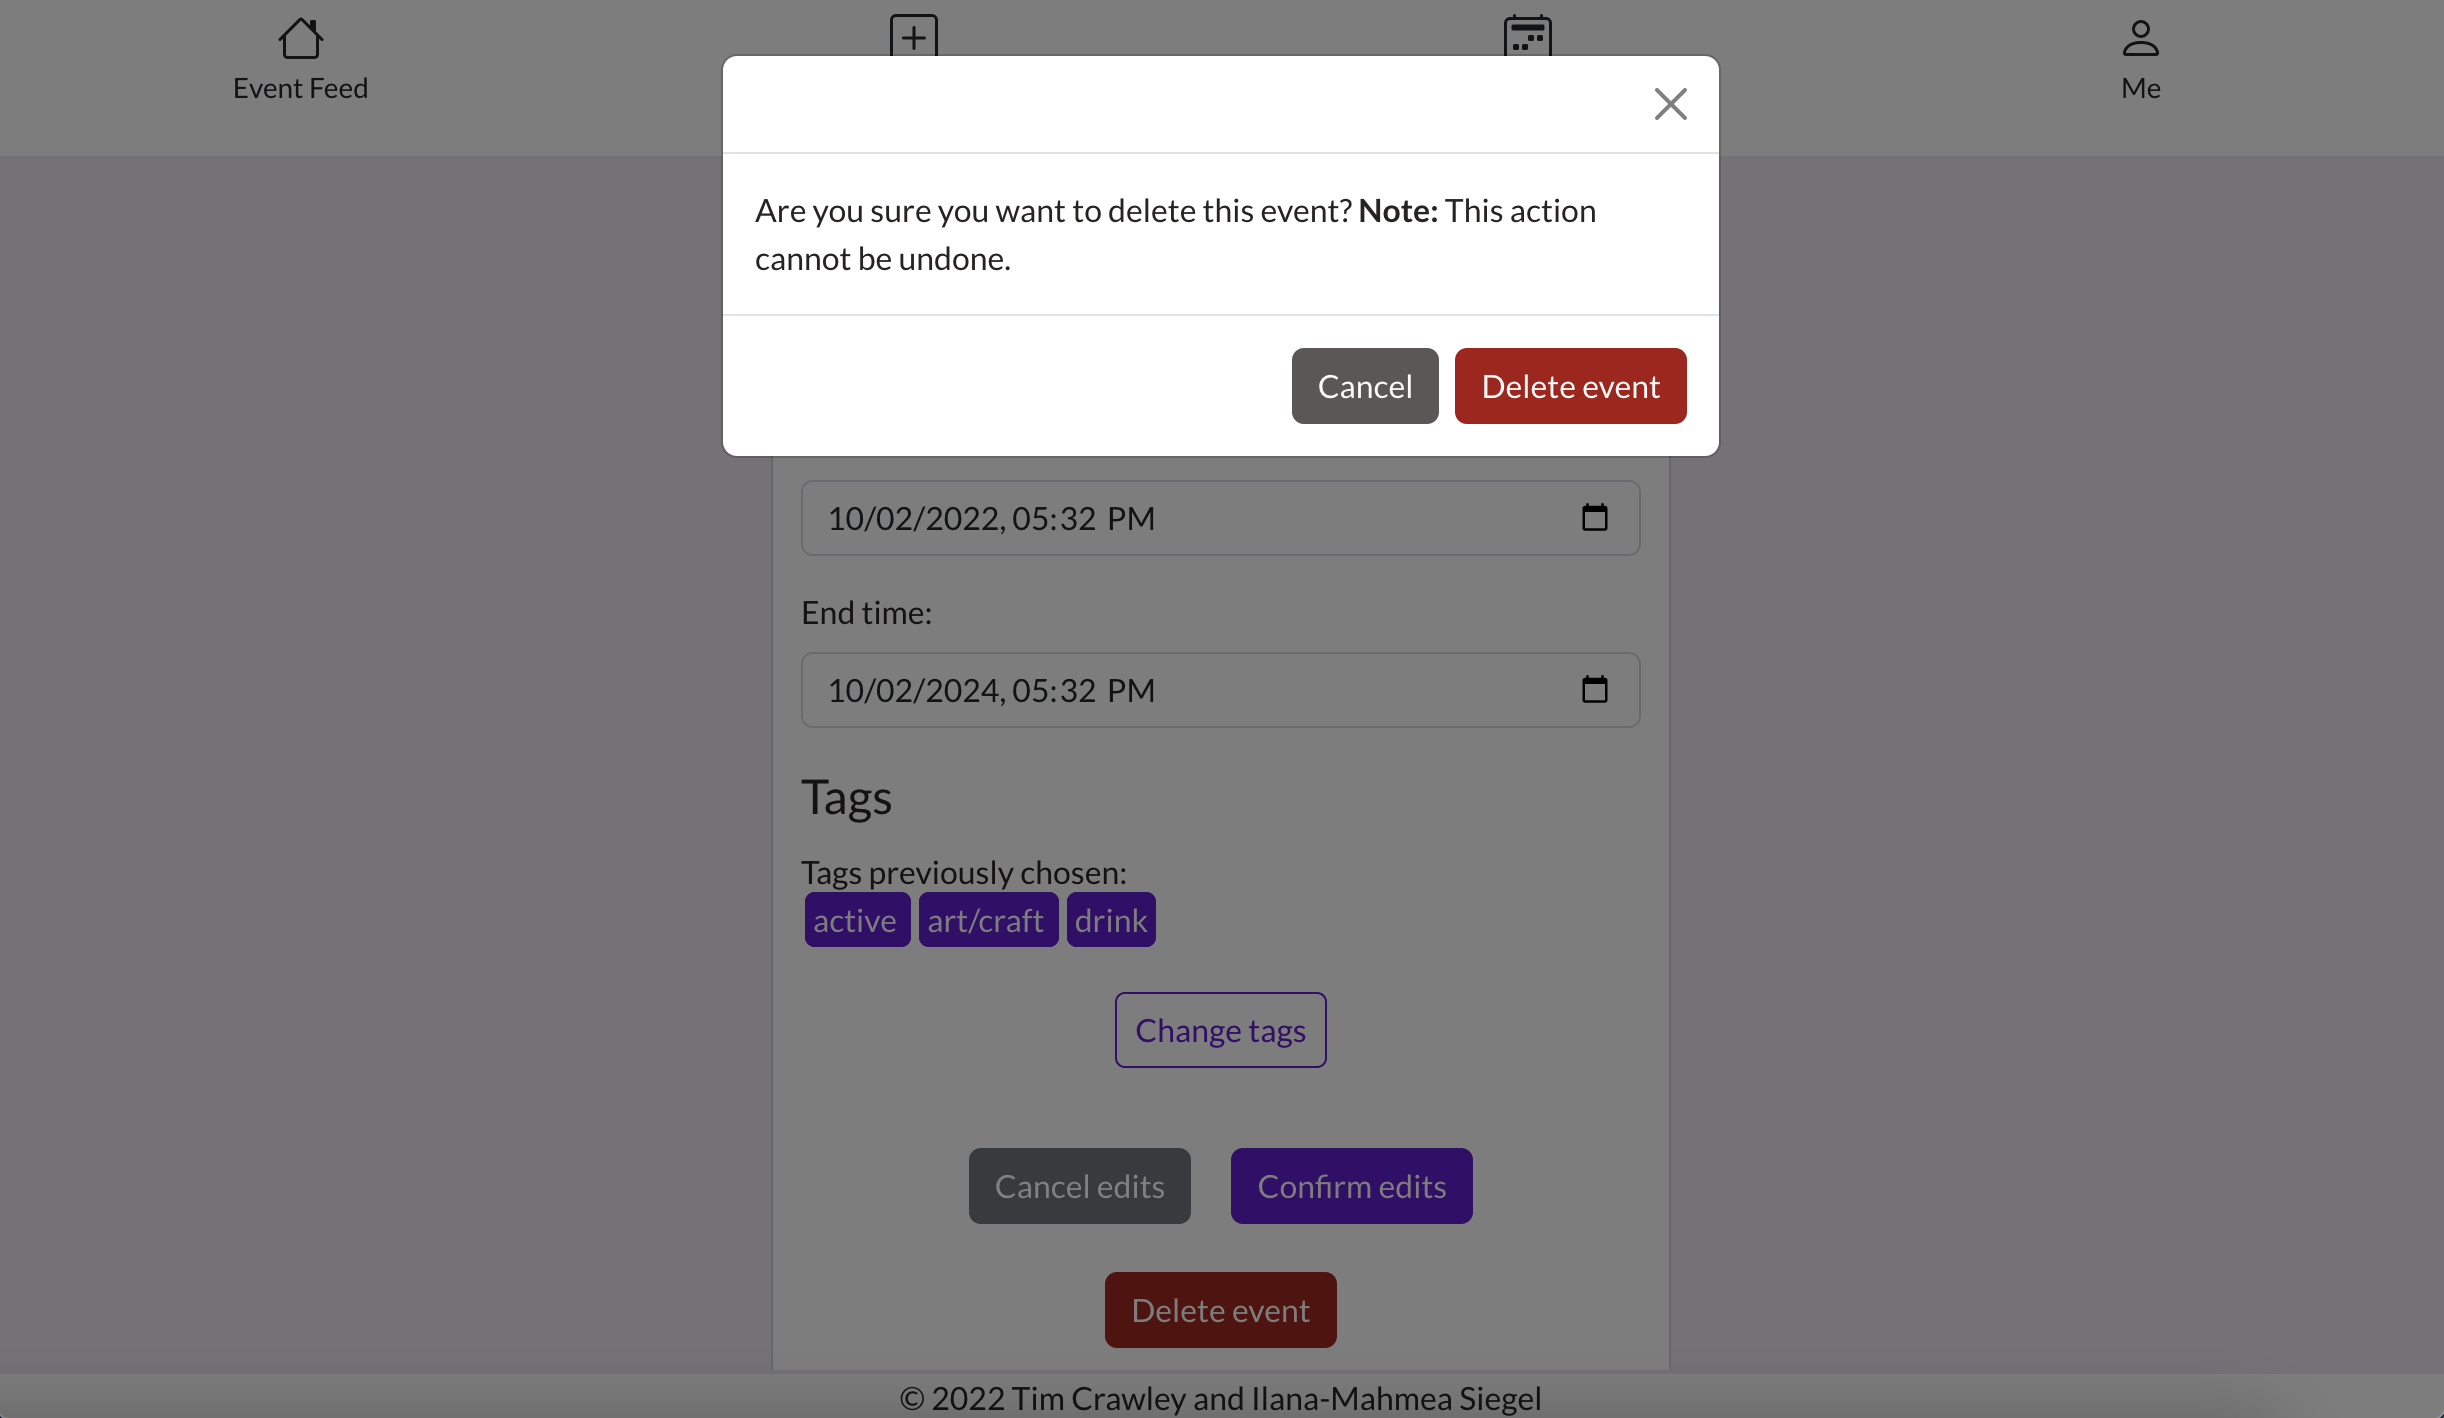 Event Feed
Me
Are you sure you want to delete this event? Note: This action
cannot be undone.
Cancel
Delete event
10/02/2022, 05:32 PM
End time:
10/02/2024, 05:32 PM
Tags
Tags previously chosen:
active art/craft drink
Change tags
Cancel edits
Confirm edits
Delete event
© 2022 Tim Crawley and Ilana-Mahmea Siegel